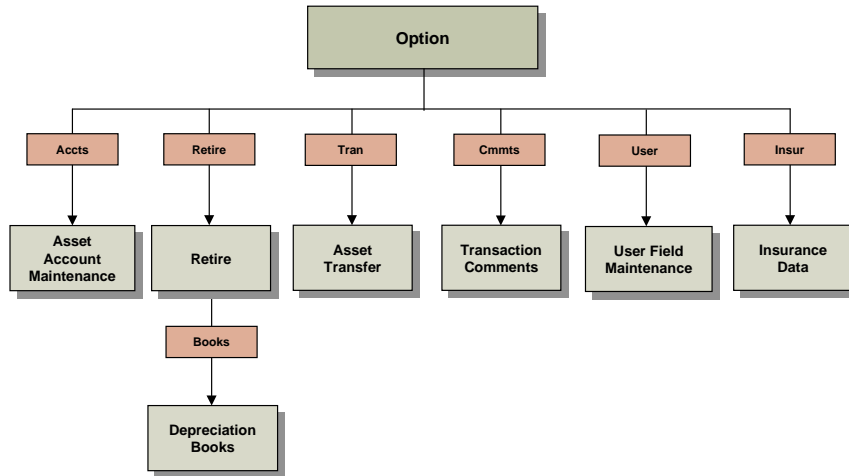 Option
Accts
Retire
Tran
Cmmts
User
Insur
Asset
Account
Maintenance
Retire
Asset
Transfer
Transaction
Comments
User Field
Maintenance
Insurance
Data
Books
Depreciation
Books